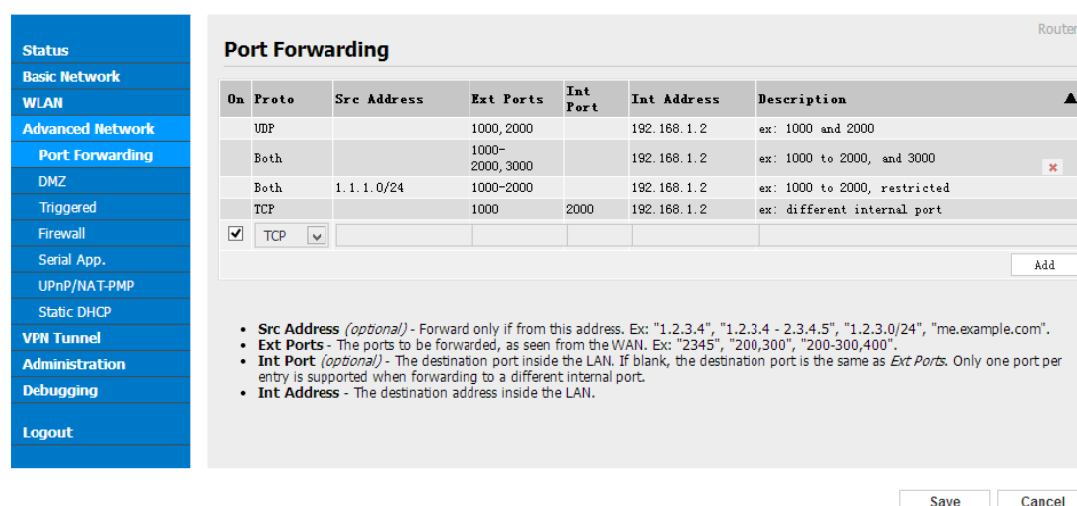 Router
Status
Basic Network
WLAN
Advanced Network
Port Forwarding
DMZ
Triggered
Firewall
Serial App.
UPnP/NAT-PMP
Static DHCP
VPN Tunnel
Administration
Debugging
Logout
Port Forwarding
On Proto Src Address Ext Ports Int Port Int Address Description
UDP 1000,2000 192.168.1.2 ex: 1000 and 2000
Both 1000-2000,3000 192.168.1.2 ex: 1000 to 2000, and 3000
Both 1.1.1.0/24 1000-2000 192.168.1.2 ex: 1000 to 2000, restricted
TCP 1000 2000 192.168.1.2 ex: different internal port
TCP
Add
• Src Address (optional) - Forward only if from this address. Ex: "1.2.3.4", "1.2.3.4 - 2.3.4.5", "1.2.3.0/24", "me.example.com".
• Ext Ports - The ports to be forwarded, as seen from the WAN. Ex: "2345", "200,300", "200-300,400".
• Int Port (optional) - The destination port inside the LAN. If blank, the destination port is the same as Ext Ports. Only one port per
entry is supported when forwarding to a different internal port.
• Int Address - The destination address inside the LAN.
Save Cancel